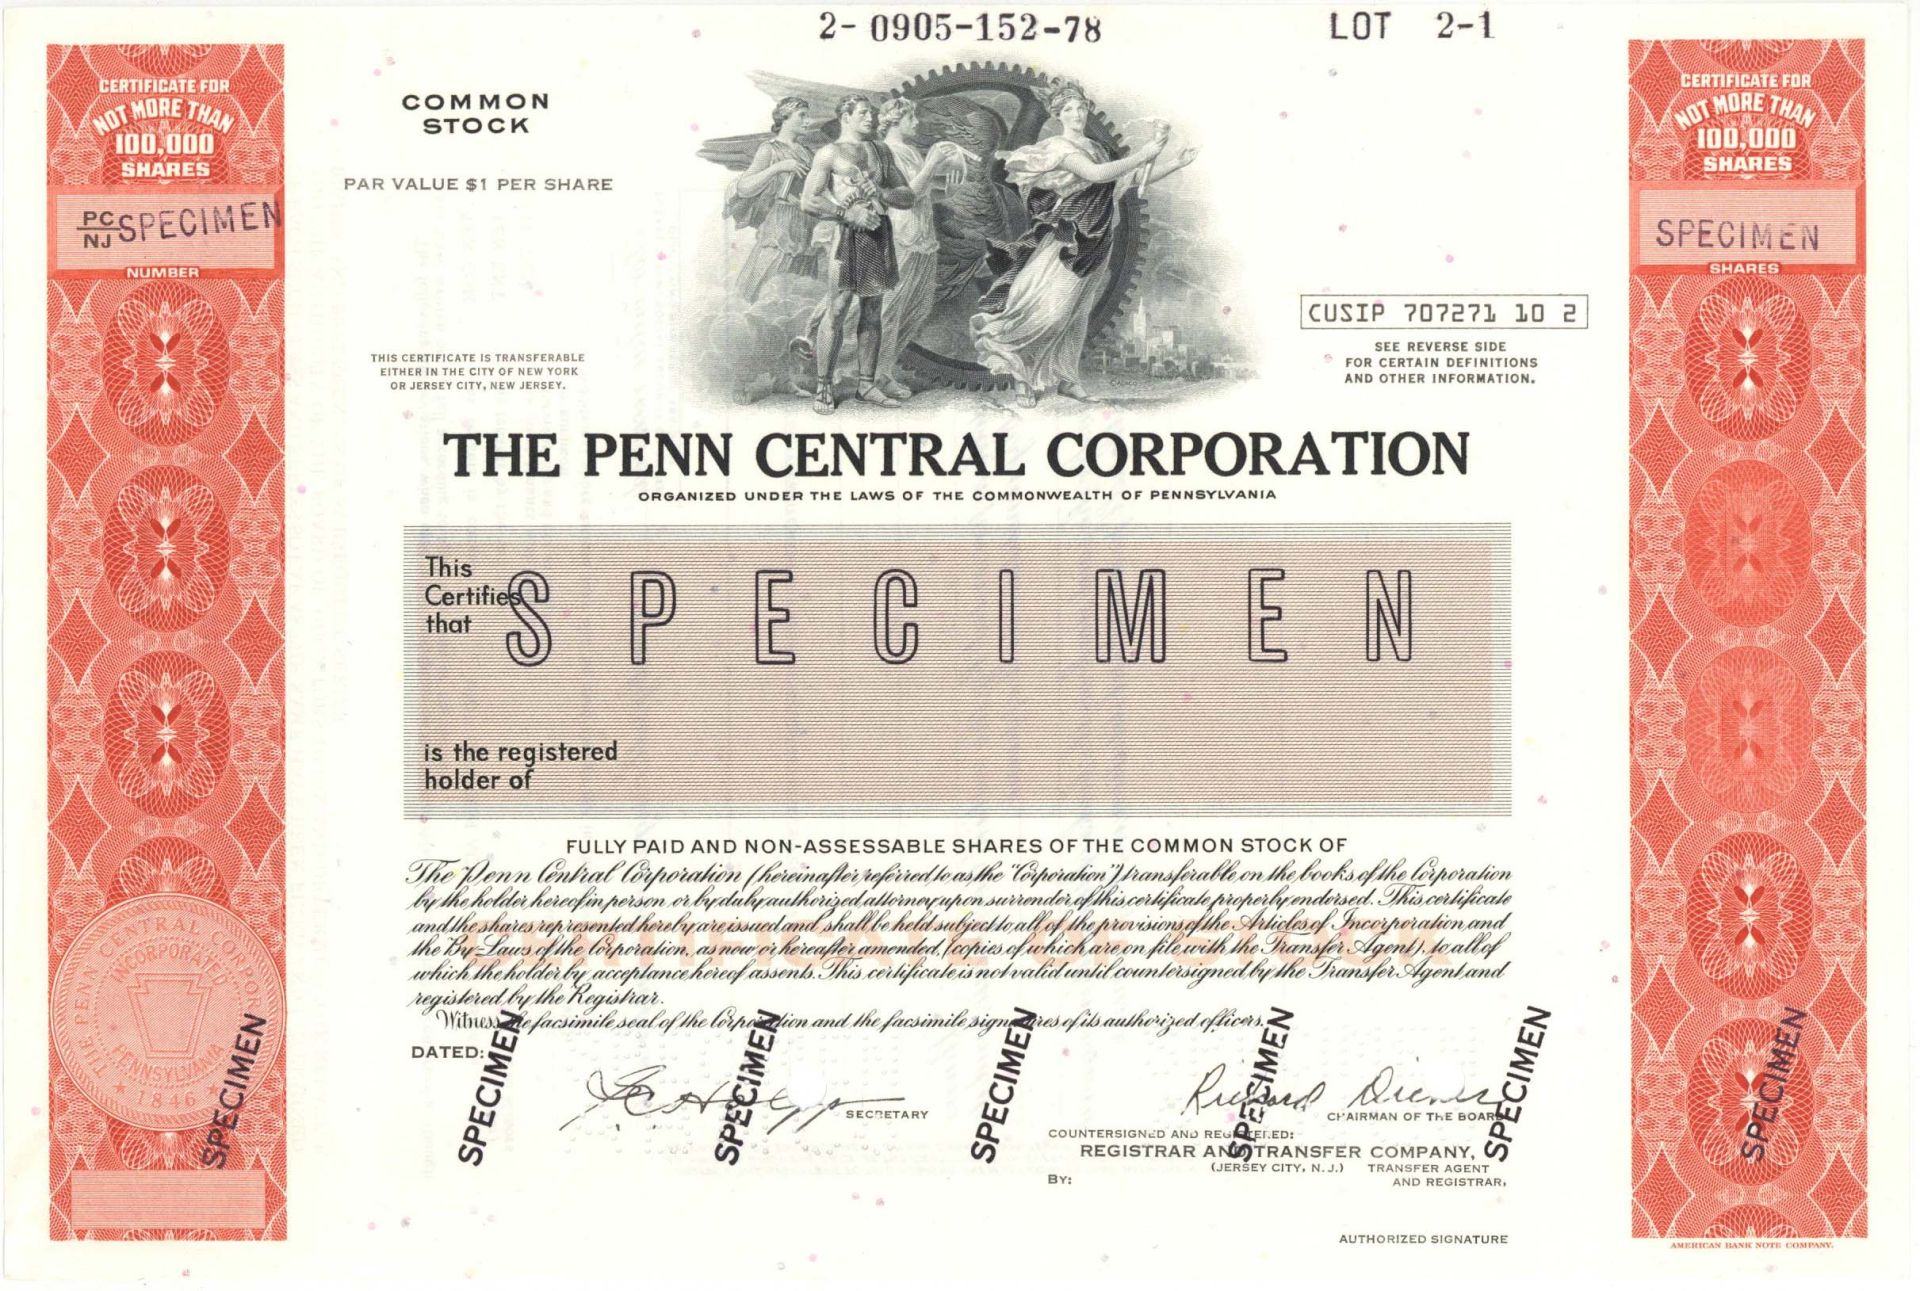 2- 0905-152-78
LOT 2-1
CERTIFICATE FOR
NOT MORE THAN
100,000
SHARES
PC
NJ
SPECIMEN
NUMBER
COMMON
STOCK
PAR VALUE $1 PER SHARE
THIS CERTIFICATE IS TRANSFERABLE
EITHER IN THE CITY OF NEW YORK
OR JERSEY CITY, NEW JERSEY.
CERTIFICATE FOR
NOT MORE THAN
100,000
SHARES
SPECIMEN
SHARES
CUSIP 707271 10 2
SEE REVERSE SIDE
FOR CERTAIN DEFINITIONS
AND OTHER INFORMATION.
THE PENN CENTRAL CORPORATION
ORGANIZED UNDER THE LAWS OF THE COMMONWEALTH OF PENNSYLVANIA
This
Certifies
that
SPECIMEN
is the registered
holder of
FULLY PAID AND NON-ASSESSABLE SHARES OF THE COMMON STOCK OF
The Penn Central Corporation (hereinafter referred to as the "Corporation") transferable on the books of the Corporation
by the holder hereof in person or by duly authorized attorney upon surrender of this certificate properly endorsed. This certificate
and the shares represented hereby are issued and shall be held subject to all of the provisions of the Articles of Incorporation and
the By-Laws of the Corporation, as now or hereafter amended, (copies of which are on file with the Transfer Agent), to all of
which the holder by acceptance hereof assents. This certificate is not valid until countersigned by the Transfer Agent and
registered by the Registrar.
Witness the facsimile seal of the Corporation and the facsimile signatures of its authorized officers.
DATED:
SECRETARY
Richard Dicker
CHAIRMAN OF THE BOARD
COUNTERSIGNED AND REGISTERED:
REGISTRAR AND TRANSFER COMPANY,
(JERSEY CITY, N.J.) TRANSFER AGENT
AND REGISTRAR,
BY:
AUTHORIZED SIGNATURE
THE PENN CENTRAL CORPORATION
INCORPORATED
PENNSYLVANIA
★ 1846 ★
SPECIMEN
SPECIMEN
SPECIMEN
SPECIMEN
SPECIMEN
SPECIMEN
SPECIMEN
AMERICAN BANK NOTE COMPANY.